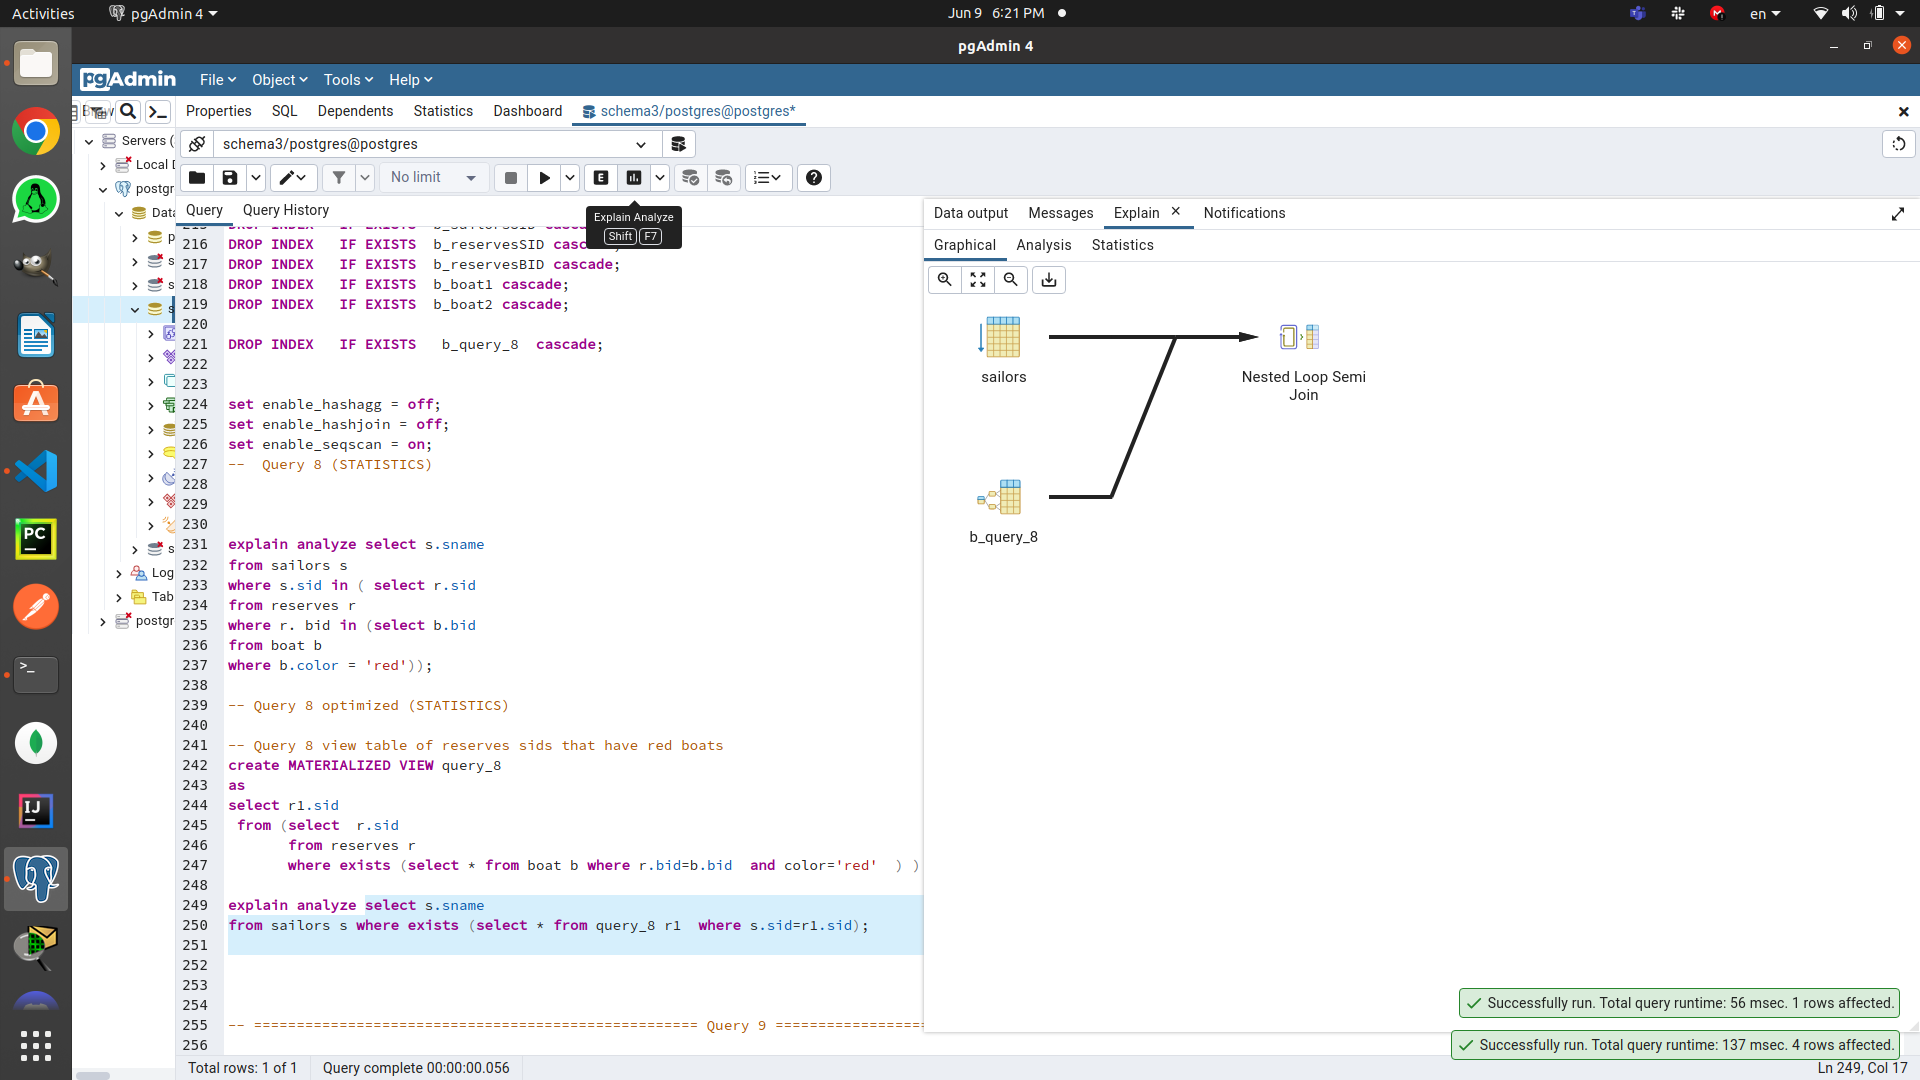 Activities
pgAdmin 4
Jun 9 6:21 PM
en
pgAdmin 4
pgAdmin
File
Object
Tools
Help
Properties
SQL
Dependents
Statistics
Dashboard
schema3/postgres@postgres*
Servers (
Local D
postgr
Data
p
s
s
s
s
Log
Tab
postgr
schema3/postgres@postgres
No limit
Query
Query History
Explain Analyze
Shift F7
216 DROP INDEX   IF EXISTS  b_reservesSID casc
217 DROP INDEX   IF EXISTS  b_reservesBID cascade;
218 DROP INDEX   IF EXISTS  b_boat1 cascade;
219 DROP INDEX   IF EXISTS  b_boat2 cascade;
220
221 DROP INDEX   IF EXISTS   b_query_8  cascade;
222
223
224 set enable_hashagg = off;
225 set enable_hashjoin = off;
226 set enable_seqscan = on;
227 --  Query 8 (STATISTICS)
228
229
230
231 explain analyze select s.sname
232 from sailors s
233 where s.sid in ( select r.sid
234 from reserves r
235 where r. bid in (select b.bid
236 from boat b
237 where b.color = 'red'));
238
239 -- Query 8 optimized (STATISTICS)
240
241 -- Query 8 view table of reserves sids that have red boats
242 create MATERIALIZED VIEW query_8
243 as
244 select r1.sid
245  from (select  r.sid
246        from reserves r
247        where exists (select * from boat b where r.bid=b.bid  and color='red'  ) )
248
249 explain analyze select s.sname
250 from sailors s where exists (select * from query_8 r1  where s.sid=r1.sid);
251
252
253
254
255 -- ==================================================== Query 9 =================
256
Data output
Messages
Explain
Notifications
Graphical
Analysis
Statistics
sailors
Nested Loop Semi
Join
b_query_8
Successfully run. Total query runtime: 56 msec. 1 rows affected.
Successfully run. Total query runtime: 137 msec. 4 rows affected.
Total rows: 1 of 1
Query complete 00:00:00.056
Ln 249, Col 17